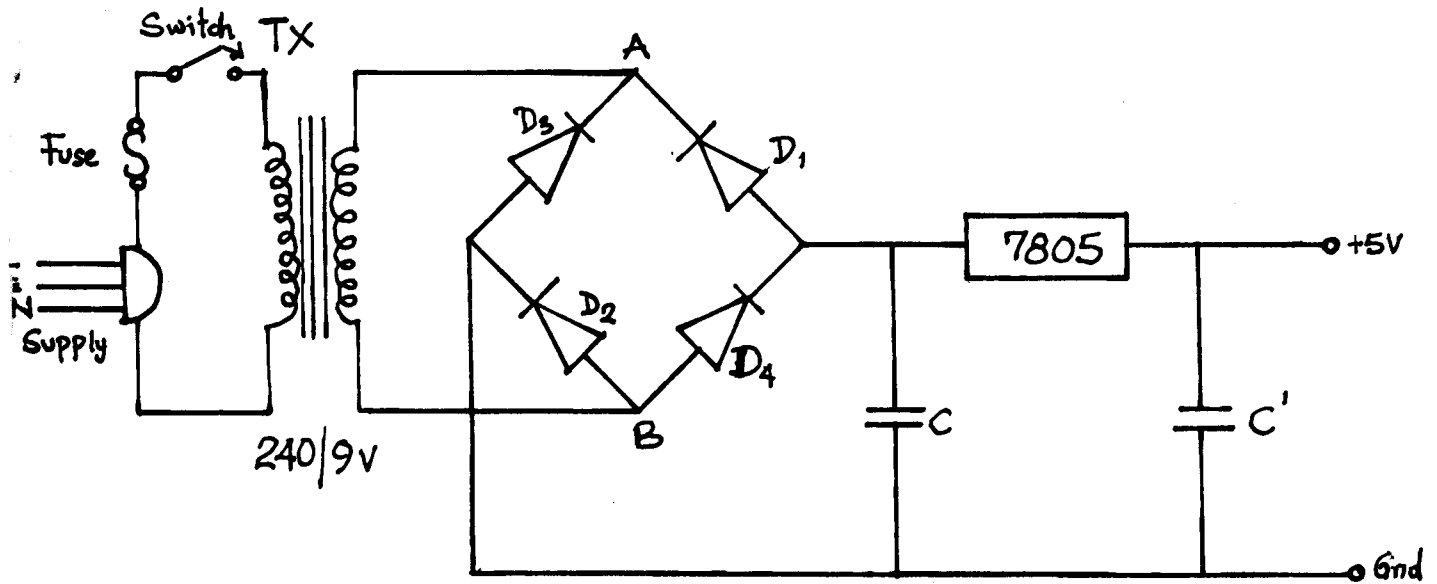 Switch
TX
A
D3
D1
Fuse
7805
+5V
D2
Supply
D4
C
C'
B
240/9V
Gnd